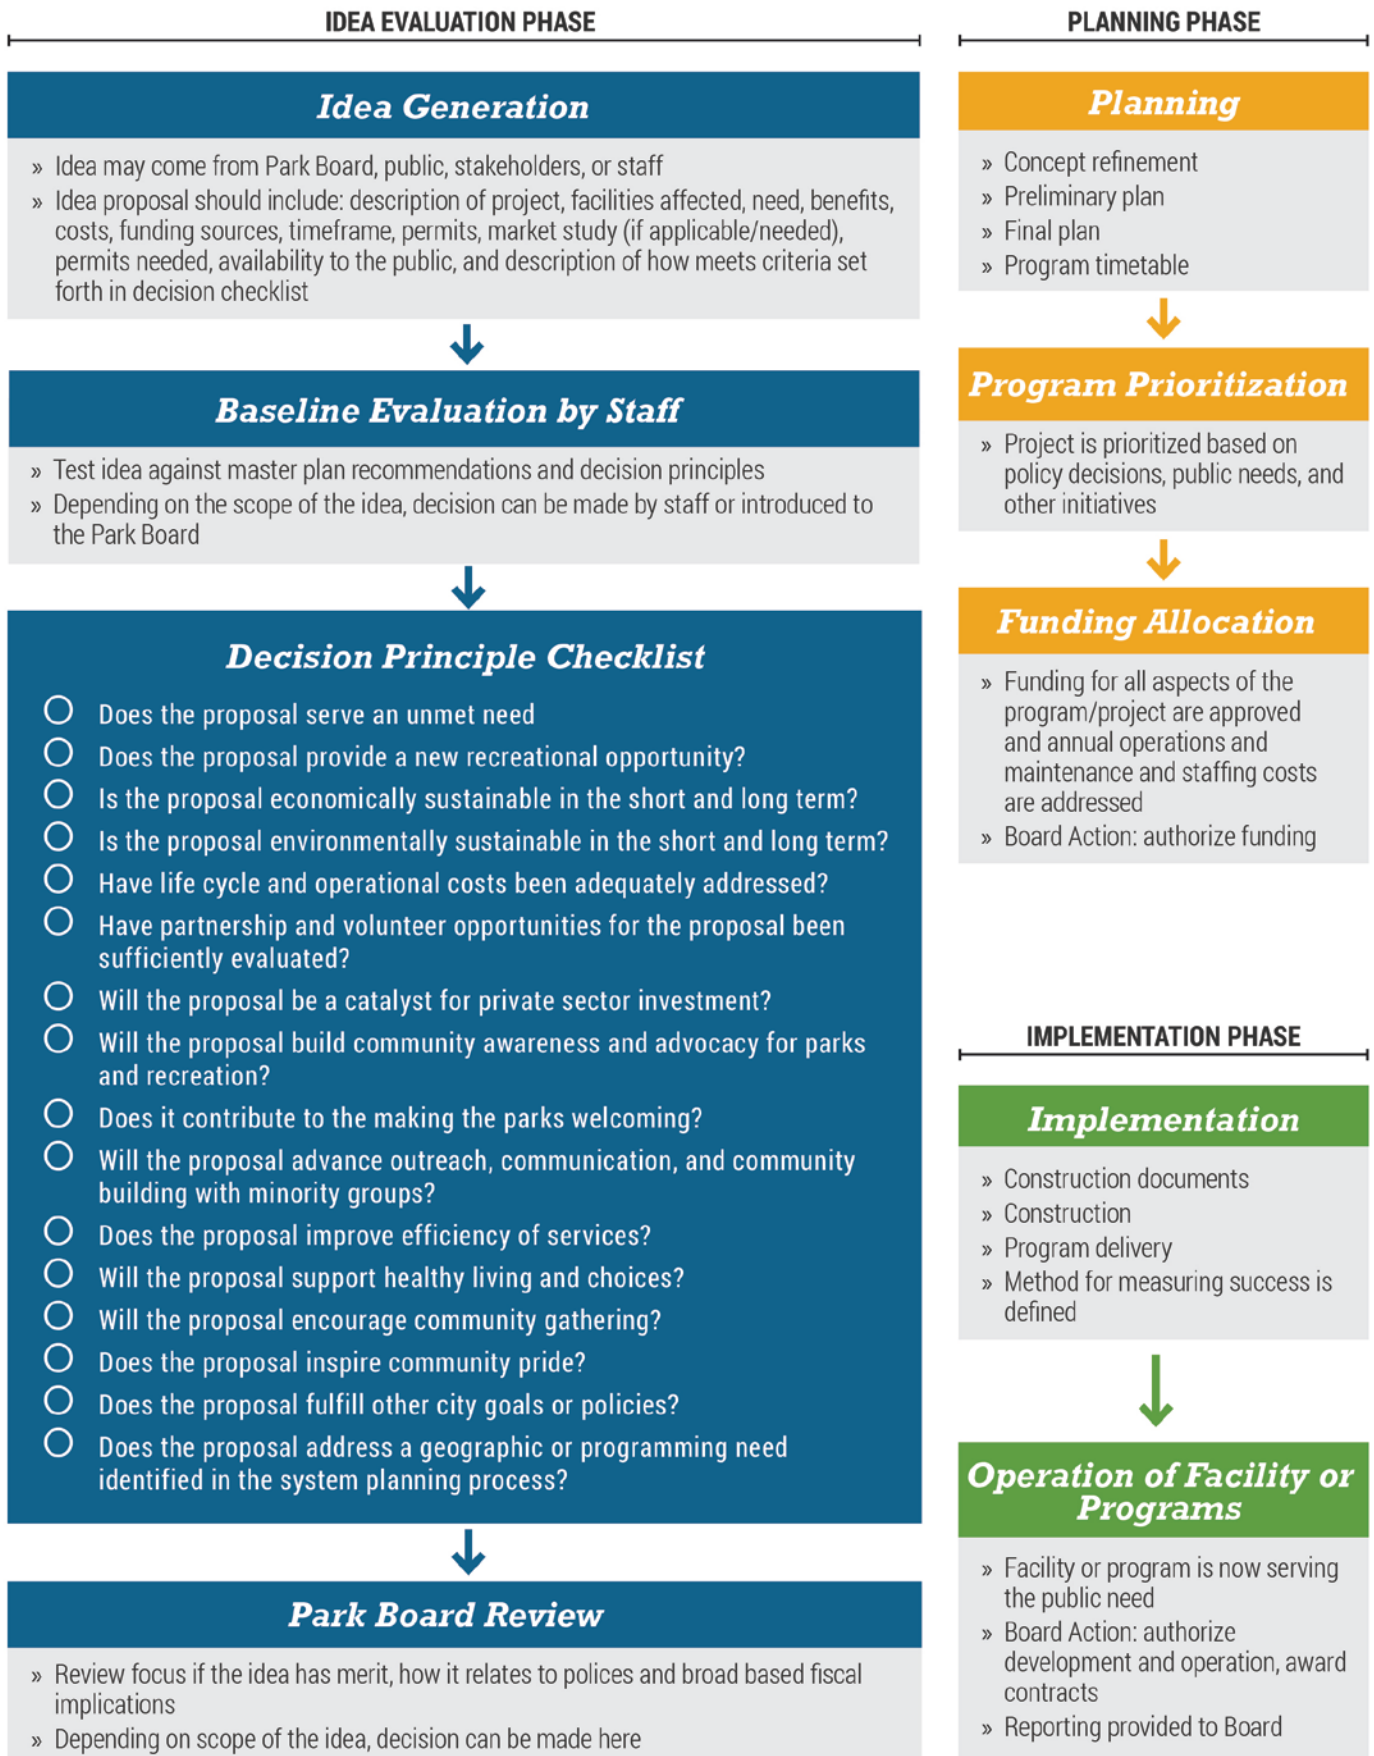 IDEA EVALUATION PHASE
Idea Generation
» Idea may come from Park Board, public, stakeholders, or staff
» Idea proposal should include: description of project, facilities affected, need, benefits,
costs, funding sources, timeframe, permits, market study (if applicable/needed),
permits needed, availability to the public, and description of how meets criteria set
forth in decision checklist
Baseline Evaluation by Staff
» Test idea against master plan recommendations and decision principles
» Depending on the scope of the idea, decision can be made by staff or introduced to
the Park Board
Decision Principle Checklist
Does the proposal serve an unmet need
Does the proposal provide a new recreational opportunity?
Is the proposal economically sustainable in the short and long term?
Is the proposal environmentally sustainable in the short and long term?
Have life cycle and operational costs been adequately addressed?
Have partnership and volunteer opportunities for the proposal been
sufficiently evaluated?
Will the proposal be a catalyst for private sector investment?
Will the proposal build community awareness and advocacy for parks
and recreation?
Does it contribute to the making the parks welcoming?
Will the proposal advance outreach, communication, and community
building with minority groups?
Does the proposal improve efficiency of services?
Will the proposal support healthy living and choices?
Will the proposal encourage community gathering?
Does the proposal inspire community pride?
Does the proposal fulfill other city goals or policies?
Does the proposal address a geographic or programming need
identified in the system planning process?
Park Board Review
» Review focus if the idea has merit, how it relates to polices and broad based fiscal
implications
» Depending on scope of the idea, decision can be made here
PLANNING PHASE
Planning
» Concept refinement
» Preliminary plan
» Final plan
» Program timetable
Program Prioritization
» Project is prioritized based on
policy decisions, public needs, and
other initiatives
Funding Allocation
» Funding for all aspects of the
program/project are approved
and annual operations and
maintenance and staffing costs
are addressed
» Board Action: authorize funding
IMPLEMENTATION PHASE
Implementation
» Construction documents
» Construction
» Program delivery
» Method for measuring success is
defined
Operation of Facility or
Programs
» Facility or program is now serving
the public need
» Board Action: authorize
development and operation, award
contracts
» Reporting provided to Board